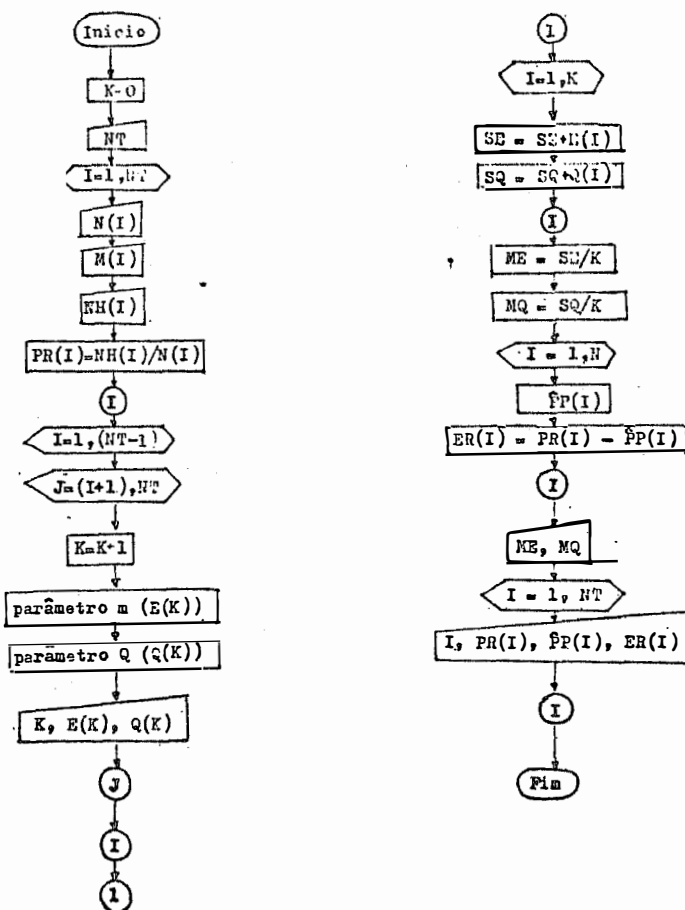 Inicio
K-0
NT
I=1,NT
N(I)
M(I)
NH(I)
PR(I)=NH(I)/N(I)
I
I=1,(NT-1)
J=(I+1),NT
K=K+1
parâmetro m (E(K))
parâmetro Q (Q(K))
K, E(K), Q(K)
J
I
1
1
I=1,K
SE = SE+E(I)
SQ = SQ+Q(I)
I
ME = SE/K
MQ = SQ/K
I = 1,N
P̂P(I)
ER(I) = PR(I) - P̂P(I)
I
ME, MQ
I = 1, NT
I, PR(I), P̂P(I), ER(I)
I
Fim